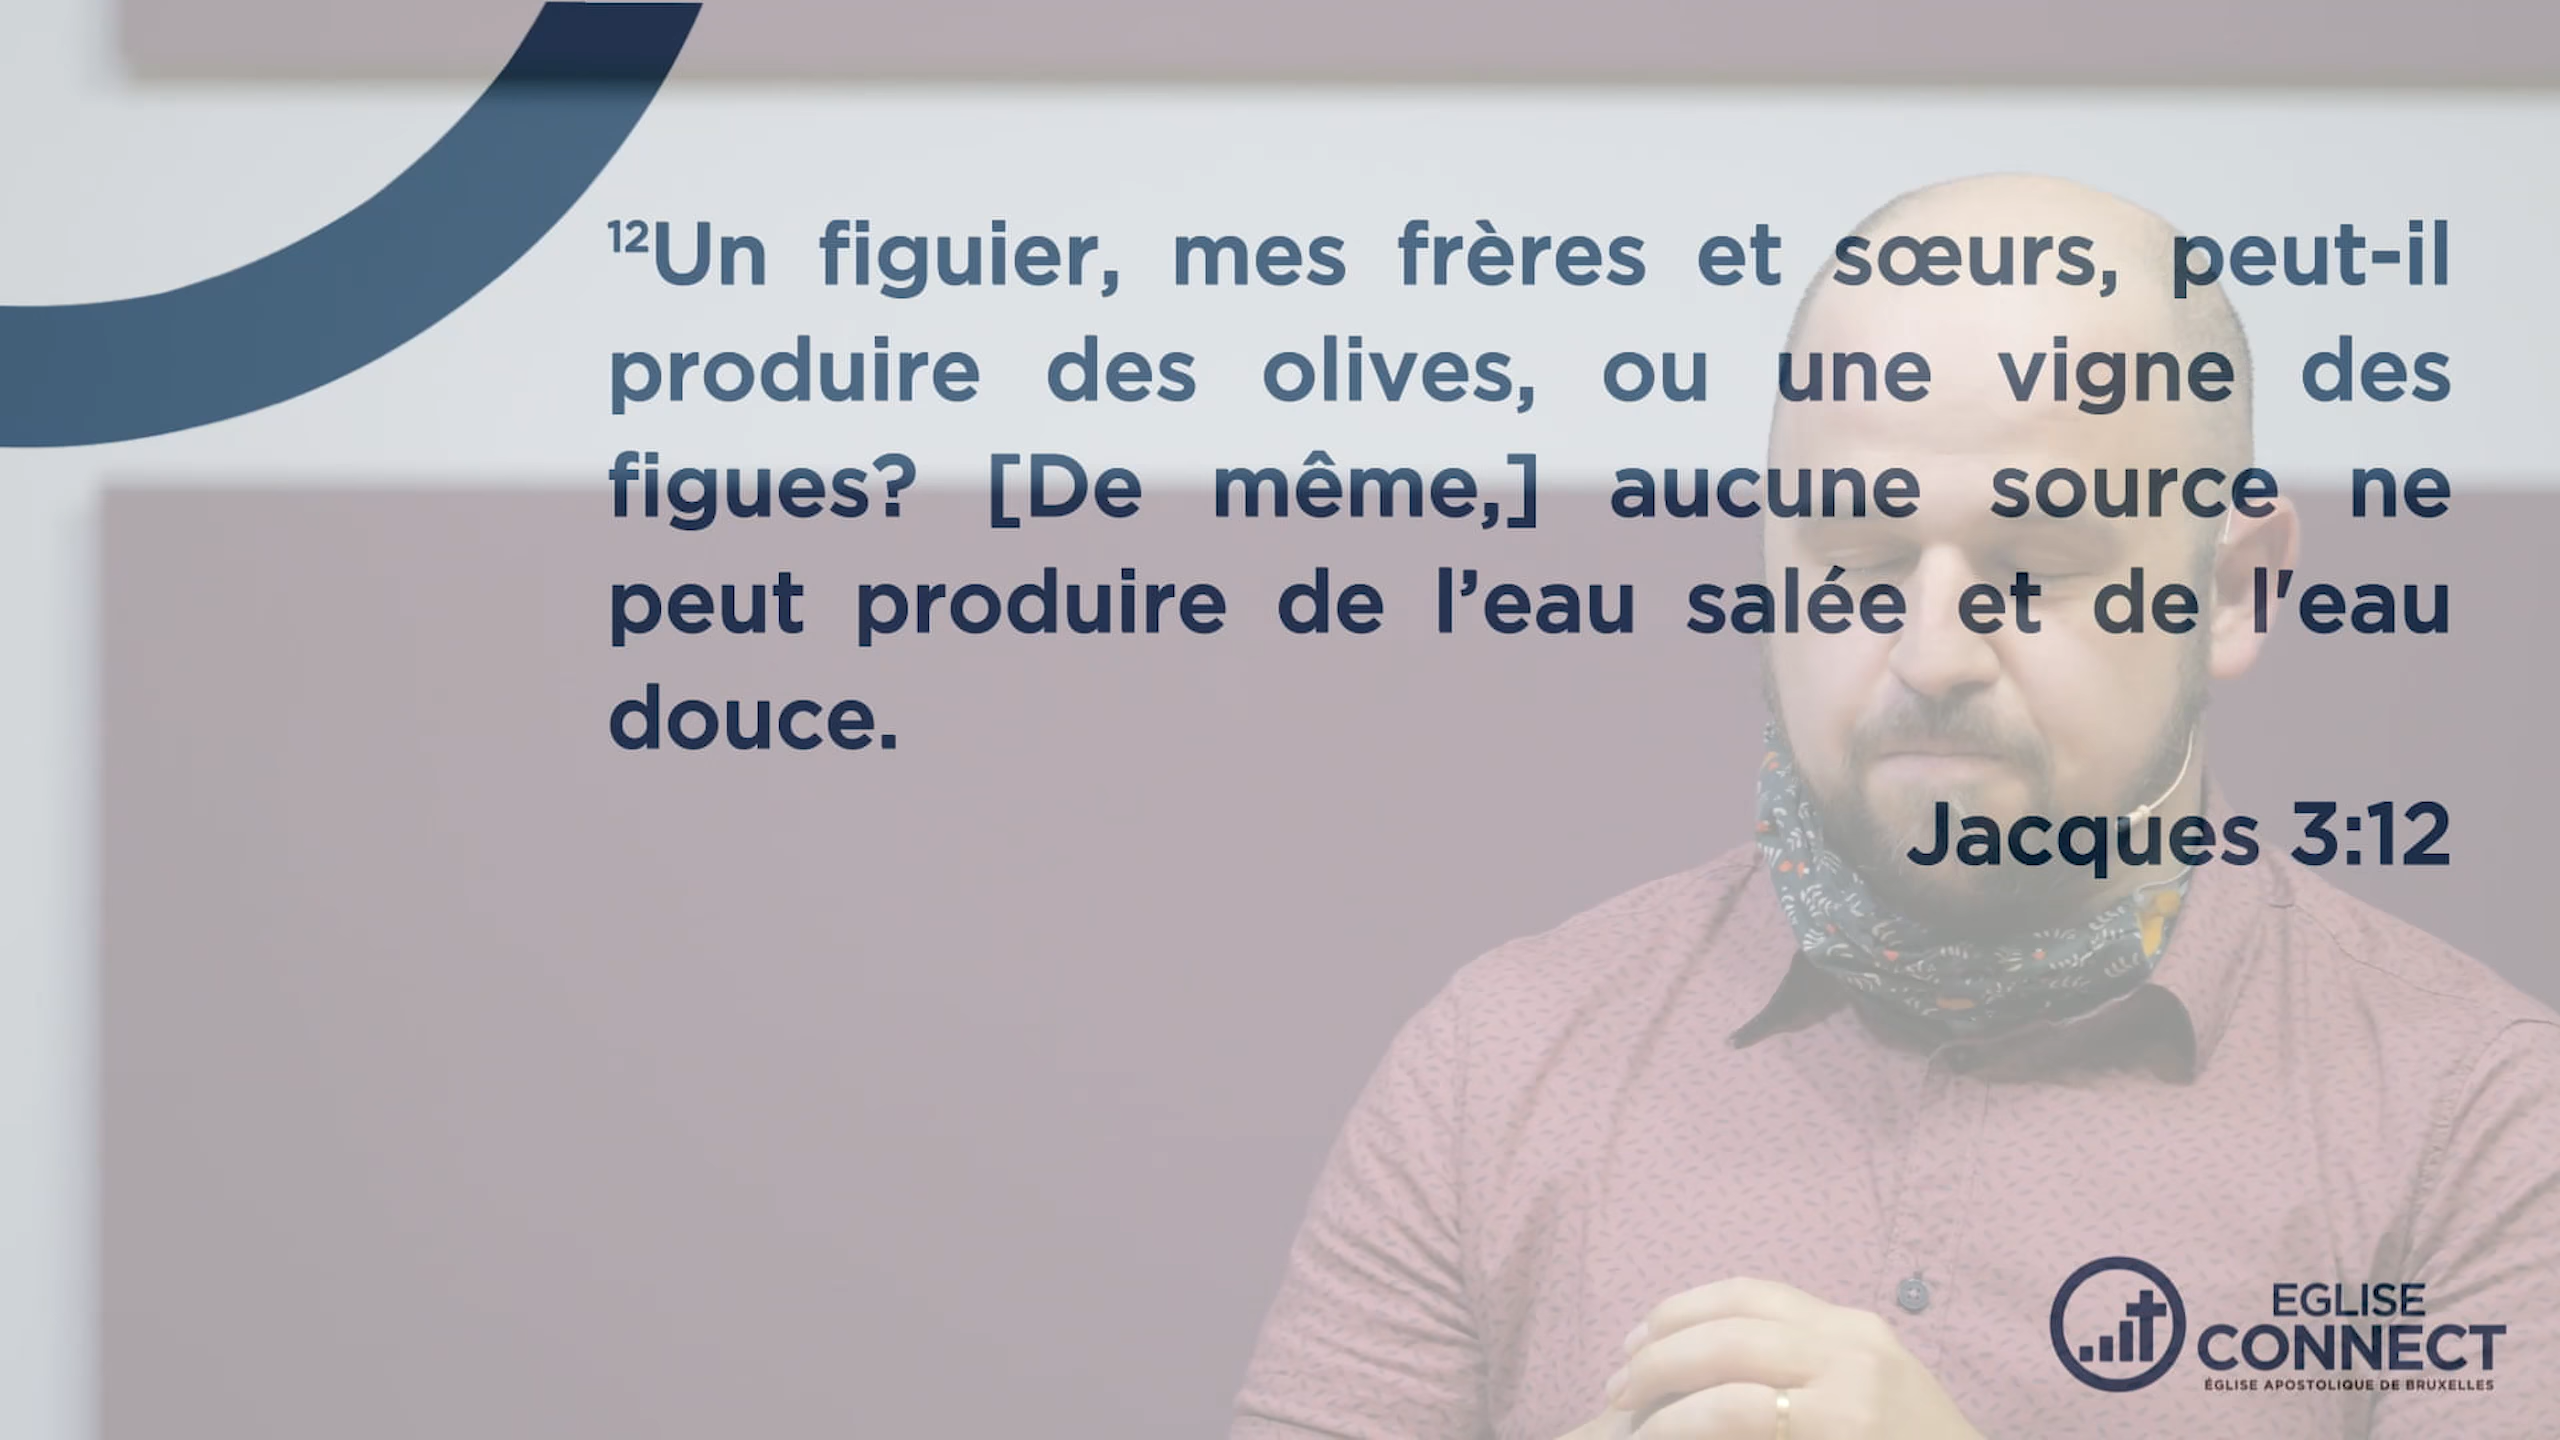 ¹²Un figuier, mes frères et sœurs, peut-il
produire des olives, ou une vigne des
figues? [De même,] aucune source ne
peut produire de l’eau salée et de l'eau
douce.
Jacques 3:12
EGLISE
CONNECT
ÉGLISE APOSTOLIQUE DE BRUXELLES